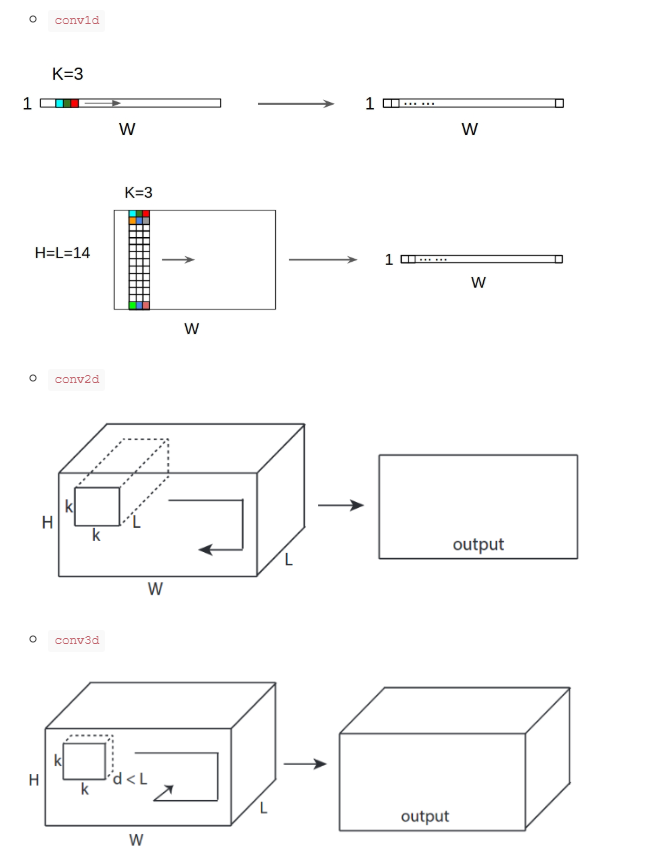 conv1d
K=3
1
1
W
W
K=3
H=L=14
1
W
W
conv2d
k
H
L
k
L
output
W
conv3d
k
H
d < L
k
L
output
W